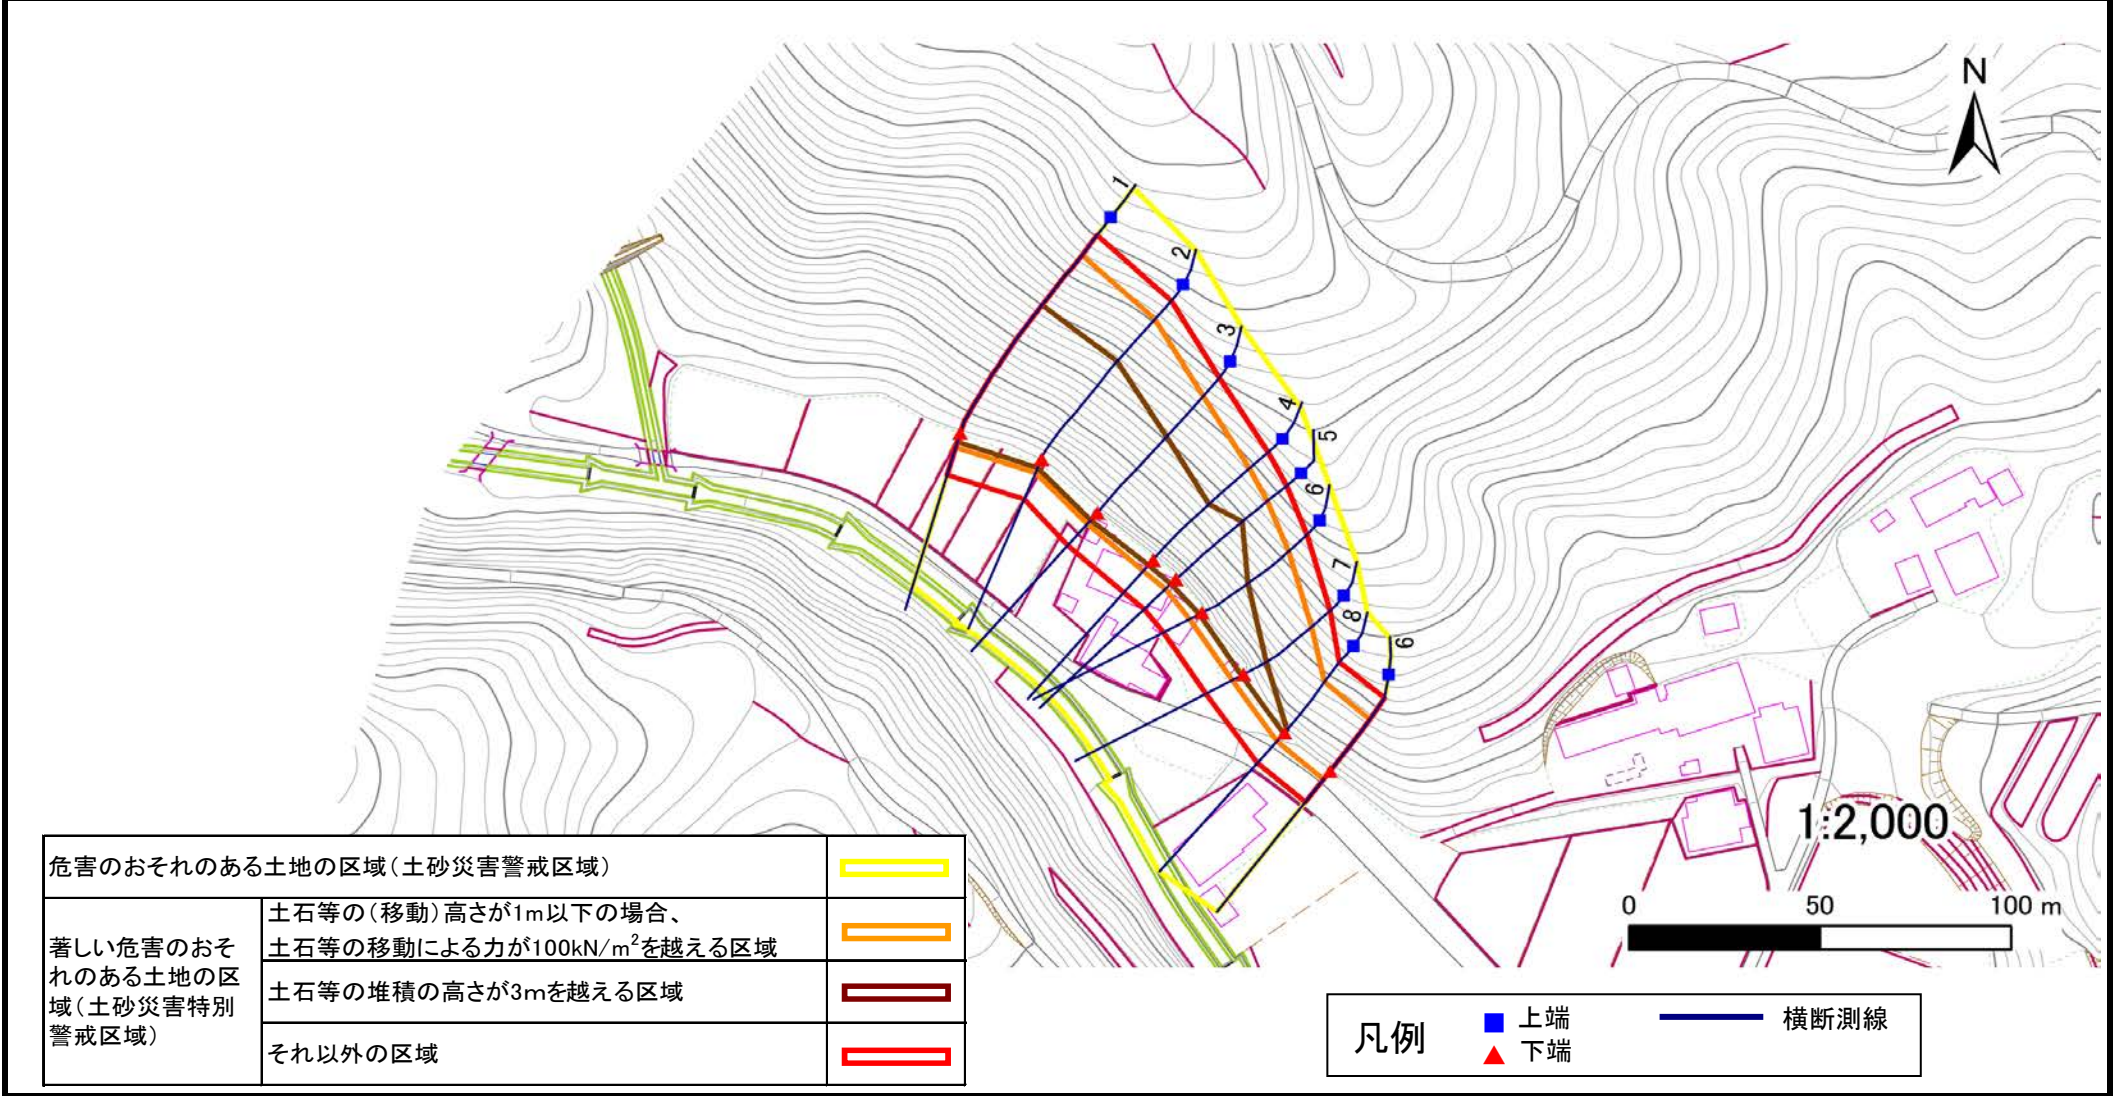 N
1
2
3
4
5
6
7
8
9
1:2,000
0 50 100 m
危害のおそれのある土地の区域(土砂災害警戒区域)
著しい危害のおそ
れのある土地の区
域(土砂災害特別
警戒区域)
土石等の(移動)高さが1m以下の場合、
土石等の移動による力が100kN/m²を越える区域
土石等の堆積の高さが3mを越える区域
それ以外の区域
凡例
上端
下端
横断測線